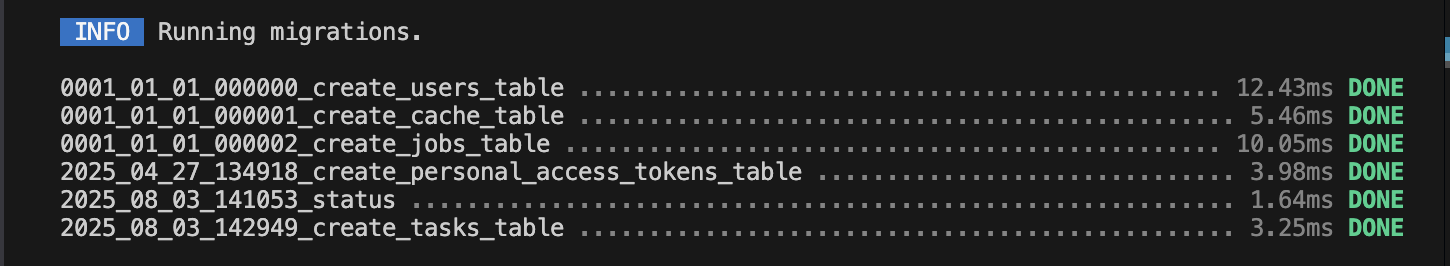 INFO Running migrations.
0001_01_01_000000_create_users_table .............................................. 12.43ms DONE
0001_01_01_000001_create_cache_table ............................................... 5.46ms DONE
0001_01_01_000002_create_jobs_table ............................................... 10.05ms DONE
2025_04_27_134918_create_personal_access_tokens_table .............................. 3.98ms DONE
2025_08_03_141053_status ........................................................... 1.64ms DONE
2025_08_03_142949_create_tasks_table ............................................... 3.25ms DONE